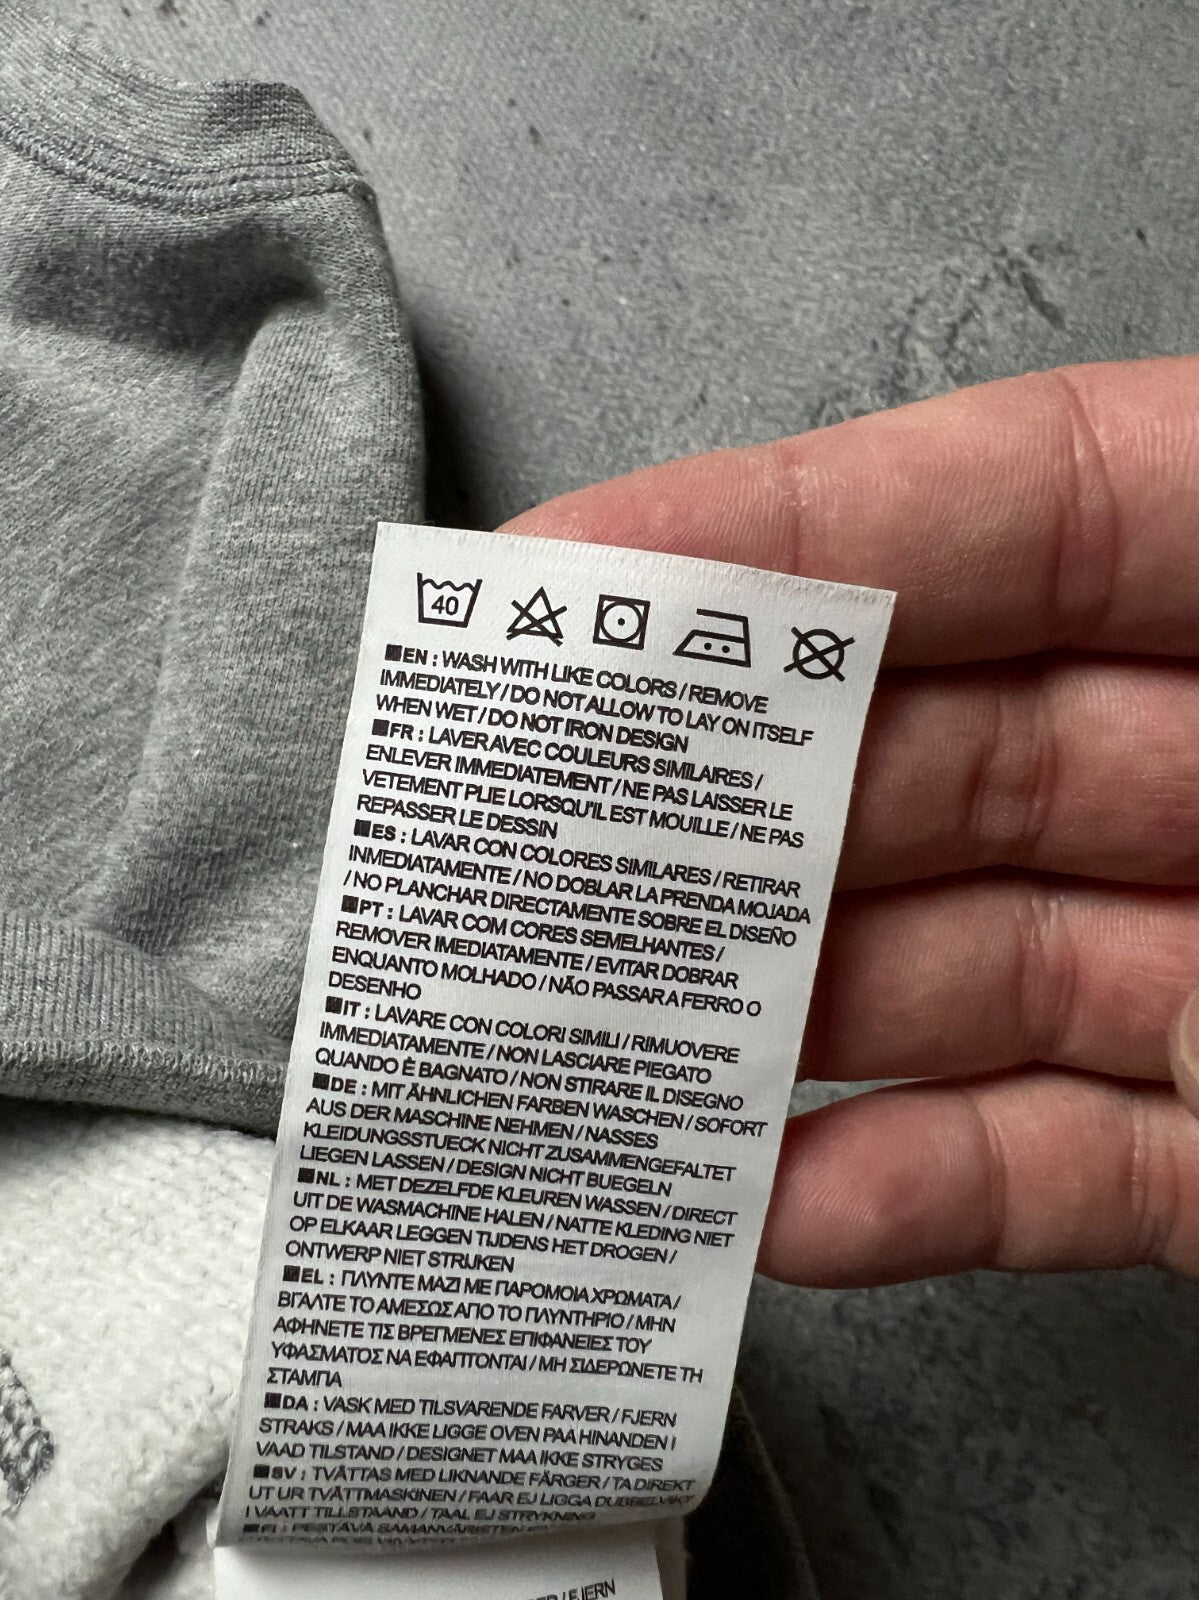 40
EN : WASH WITH LIKE COLORS / REMOVE
IMMEDIATELY / DO NOT ALLOW TO LAY ON ITSELF
WHEN WET / DO NOT IRON DESIGN
FR : LAVER AVEC COULEURS SIMILAIRES /
ENLEVER IMMEDIATEMENT / NE PAS LAISSER LE
VETEMENT PLIE LORSQU'IL EST MOUILLE / NE PAS
REPASSER LE DESSIN
ES : LAVAR CON COLORES SIMILARES / RETIRAR
INMEDIATAMENTE / NO DOBLAR LA PRENDA MOJADA
/ NO PLANCHAR DIRECTAMENTE SOBRE EL DISEÑO
PT : LAVAR COM CORES SEMELHANTES /
REMOVER IMEDIATAMENTE / EVITAR DOBRAR
ENQUANTO MOLHADO / NÃO PASSAR A FERRO O
DESENHO
IT : LAVARE CON COLORI SIMILI / RIMUOVERE
IMMEDIATAMENTE / NON LASCIARE PIEGATO
QUANDO È BAGNATO / NON STIRARE IL DISEGNO
DE : MIT ÄHNLICHEN FARBEN WASCHEN / SOFORT
AUS DER MASCHINE NEHMEN / NASSES
KLEIDUNGSSTUECK NICHT ZUSAMMENGEFALTET
LIEGEN LASSEN / DESIGN NICHT BUEGELN
NL : MET DEZELFDE KLEUREN WASSEN / DIRECT
UIT DE WASMACHINE HALEN / NATTE KLEDING NIET
OP ELKAAR LEGGEN TIJDENS HET DROGEN /
ONTWERP NIET STRIJKEN
EL : ΠΛΥΝΤΕ ΜΑΖΙ ΜΕ ΠΑΡΟΜΟΙΑ ΧΡΩΜΑΤΑ /
ΒΓΑΛΤΕ ΤΟ ΑΜΕΣΩΣ ΑΠΟ ΤΟ ΠΛΥΝΤΗΡΙΟ / ΜΗΝ
ΑΦΗΝΕΤΕ ΤΙΣ ΒΡΕΓΜΕΝΕΣ ΕΠΙΦΑΝΕΙΕΣ ΤΟΥ
ΥΦΑΣΜΑΤΟΣ ΝΑ ΕΦΑΠΤΟΝΤΑΙ / ΜΗ ΣΙΔΕΡΩΝΕΤΕ ΤΗ
ΣΤΑΜΠΑ
DA : VASK MED TILSVARENDE FARVER / FJERN
STRAKS / MAA IKKE LIGGE OVEN PAA HINANDEN I
VAAD TILSTAND / DESIGNET MAA IKKE STRYGES
SV : TVÄTTAS MED LIKNANDE FÄRGER / TA DIREKT
UT UR TVÄTTMASKINEN / FAAR EJ LIGGA DUBBELVIKT
I VAATT TILLSTAAND / TAAL EJ STRYKNING
FI : PESTÄVÄ
/ FJERN